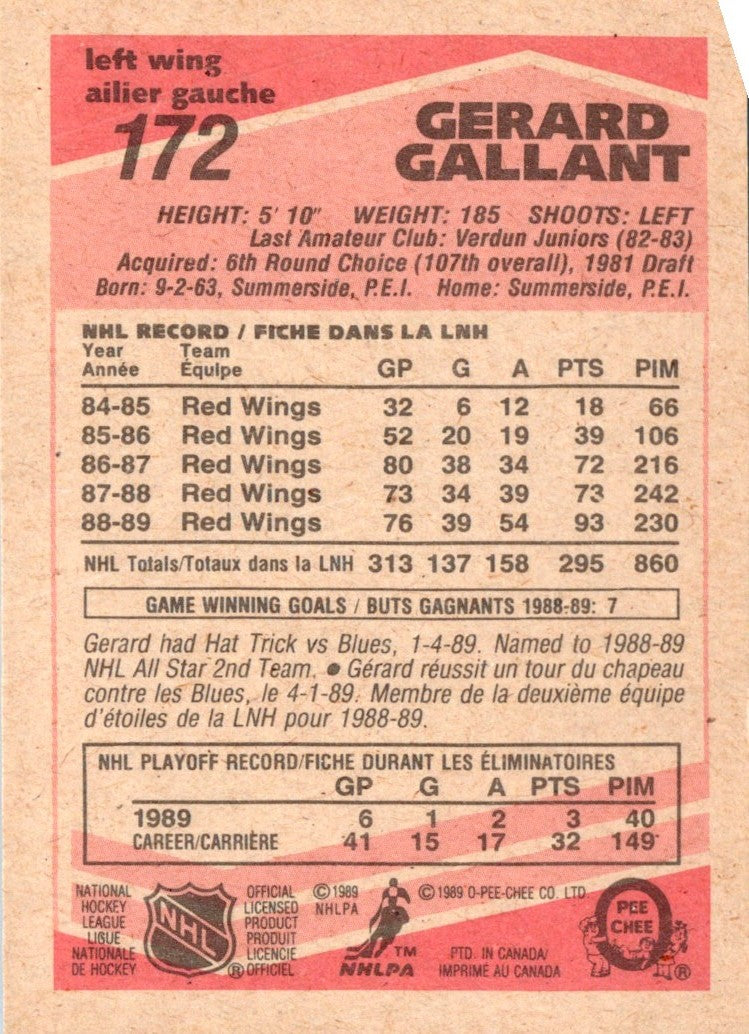 left wing
ailier gauche
172
GERARD
GALLANT
HEIGHT: 5' 10" WEIGHT: 185 SHOOTS: LEFT
Last Amateur Club: Verdun Juniors (82-83)
Acquired: 6th Round Choice (107th overall), 1981 Draft
Born: 9-2-63, Summerside, P.E.I. Home: Summerside, P.E.I.
NHL RECORD / FICHE DANS LA LNH
Year Team
Année Équipe GP G A PTS PIM
84-85 Red Wings 32 6 12 18 66
85-86 Red Wings 52 20 19 39 106
86-87 Red Wings 80 38 34 72 216
87-88 Red Wings 73 34 39 73 242
88-89 Red Wings 76 39 54 93 230
NHL Totals/Totaux dans la LNH 313 137 158 295 860
GAME WINNING GOALS / BUTS GAGNANTS 1988-89: 7
Gerard had Hat Trick vs Blues, 1-4-89. Named to 1988-89
NHL All Star 2nd Team. ● Gérard réussit un tour du chapeau
contre les Blues, le 4-1-89. Membre de la deuxième équipe
d'étoiles de la LNH pour 1988-89.
NHL PLAYOFF RECORD/FICHE DURANT LES ÉLIMINATOIRES
GP G A PTS PIM
1989 6 1 2 3 40
CAREER/CARRIÈRE 41 15 17 32 149
NATIONAL
HOCKEY
LEAGUE
LIGUE
NATIONALE
DE HOCKEY
NHL
®
OFFICIAL
LICENSED
PRODUCT
PRODUIT
LICENCIE
OFFICIEL
©1989
NHLPA
TM
NHLPA
©1989 O-PEE-CHEE CO. LTD.
PTD. IN CANADA/
IMPRIMÉ AU CANADA
O
PEE
CHEE
®